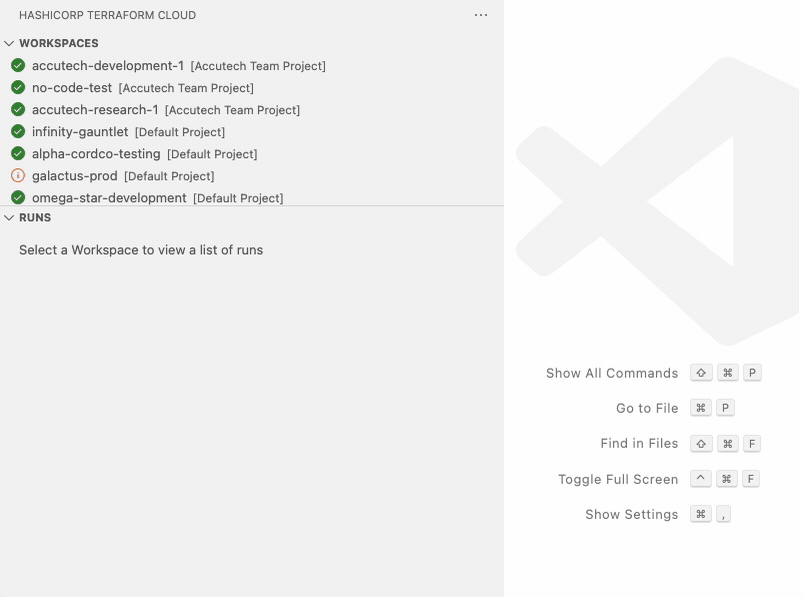 HASHICORP TERRAFORM CLOUD ···
WORKSPACES
accutech-development-1 [Accutech Team Project]
no-code-test [Accutech Team Project]
accutech-research-1 [Accutech Team Project]
infinity-gauntlet [Default Project]
alpha-cordco-testing [Default Project]
galactus-prod [Default Project]
omega-star-development [Default Project]
RUNS
Select a Workspace to view a list of runs
Show All Commands ⇧ ⌘ P
Go to File ⌘ P
Find in Files ⇧ ⌘ F
Toggle Full Screen ^ ⌘ F
Show Settings ⌘ ,